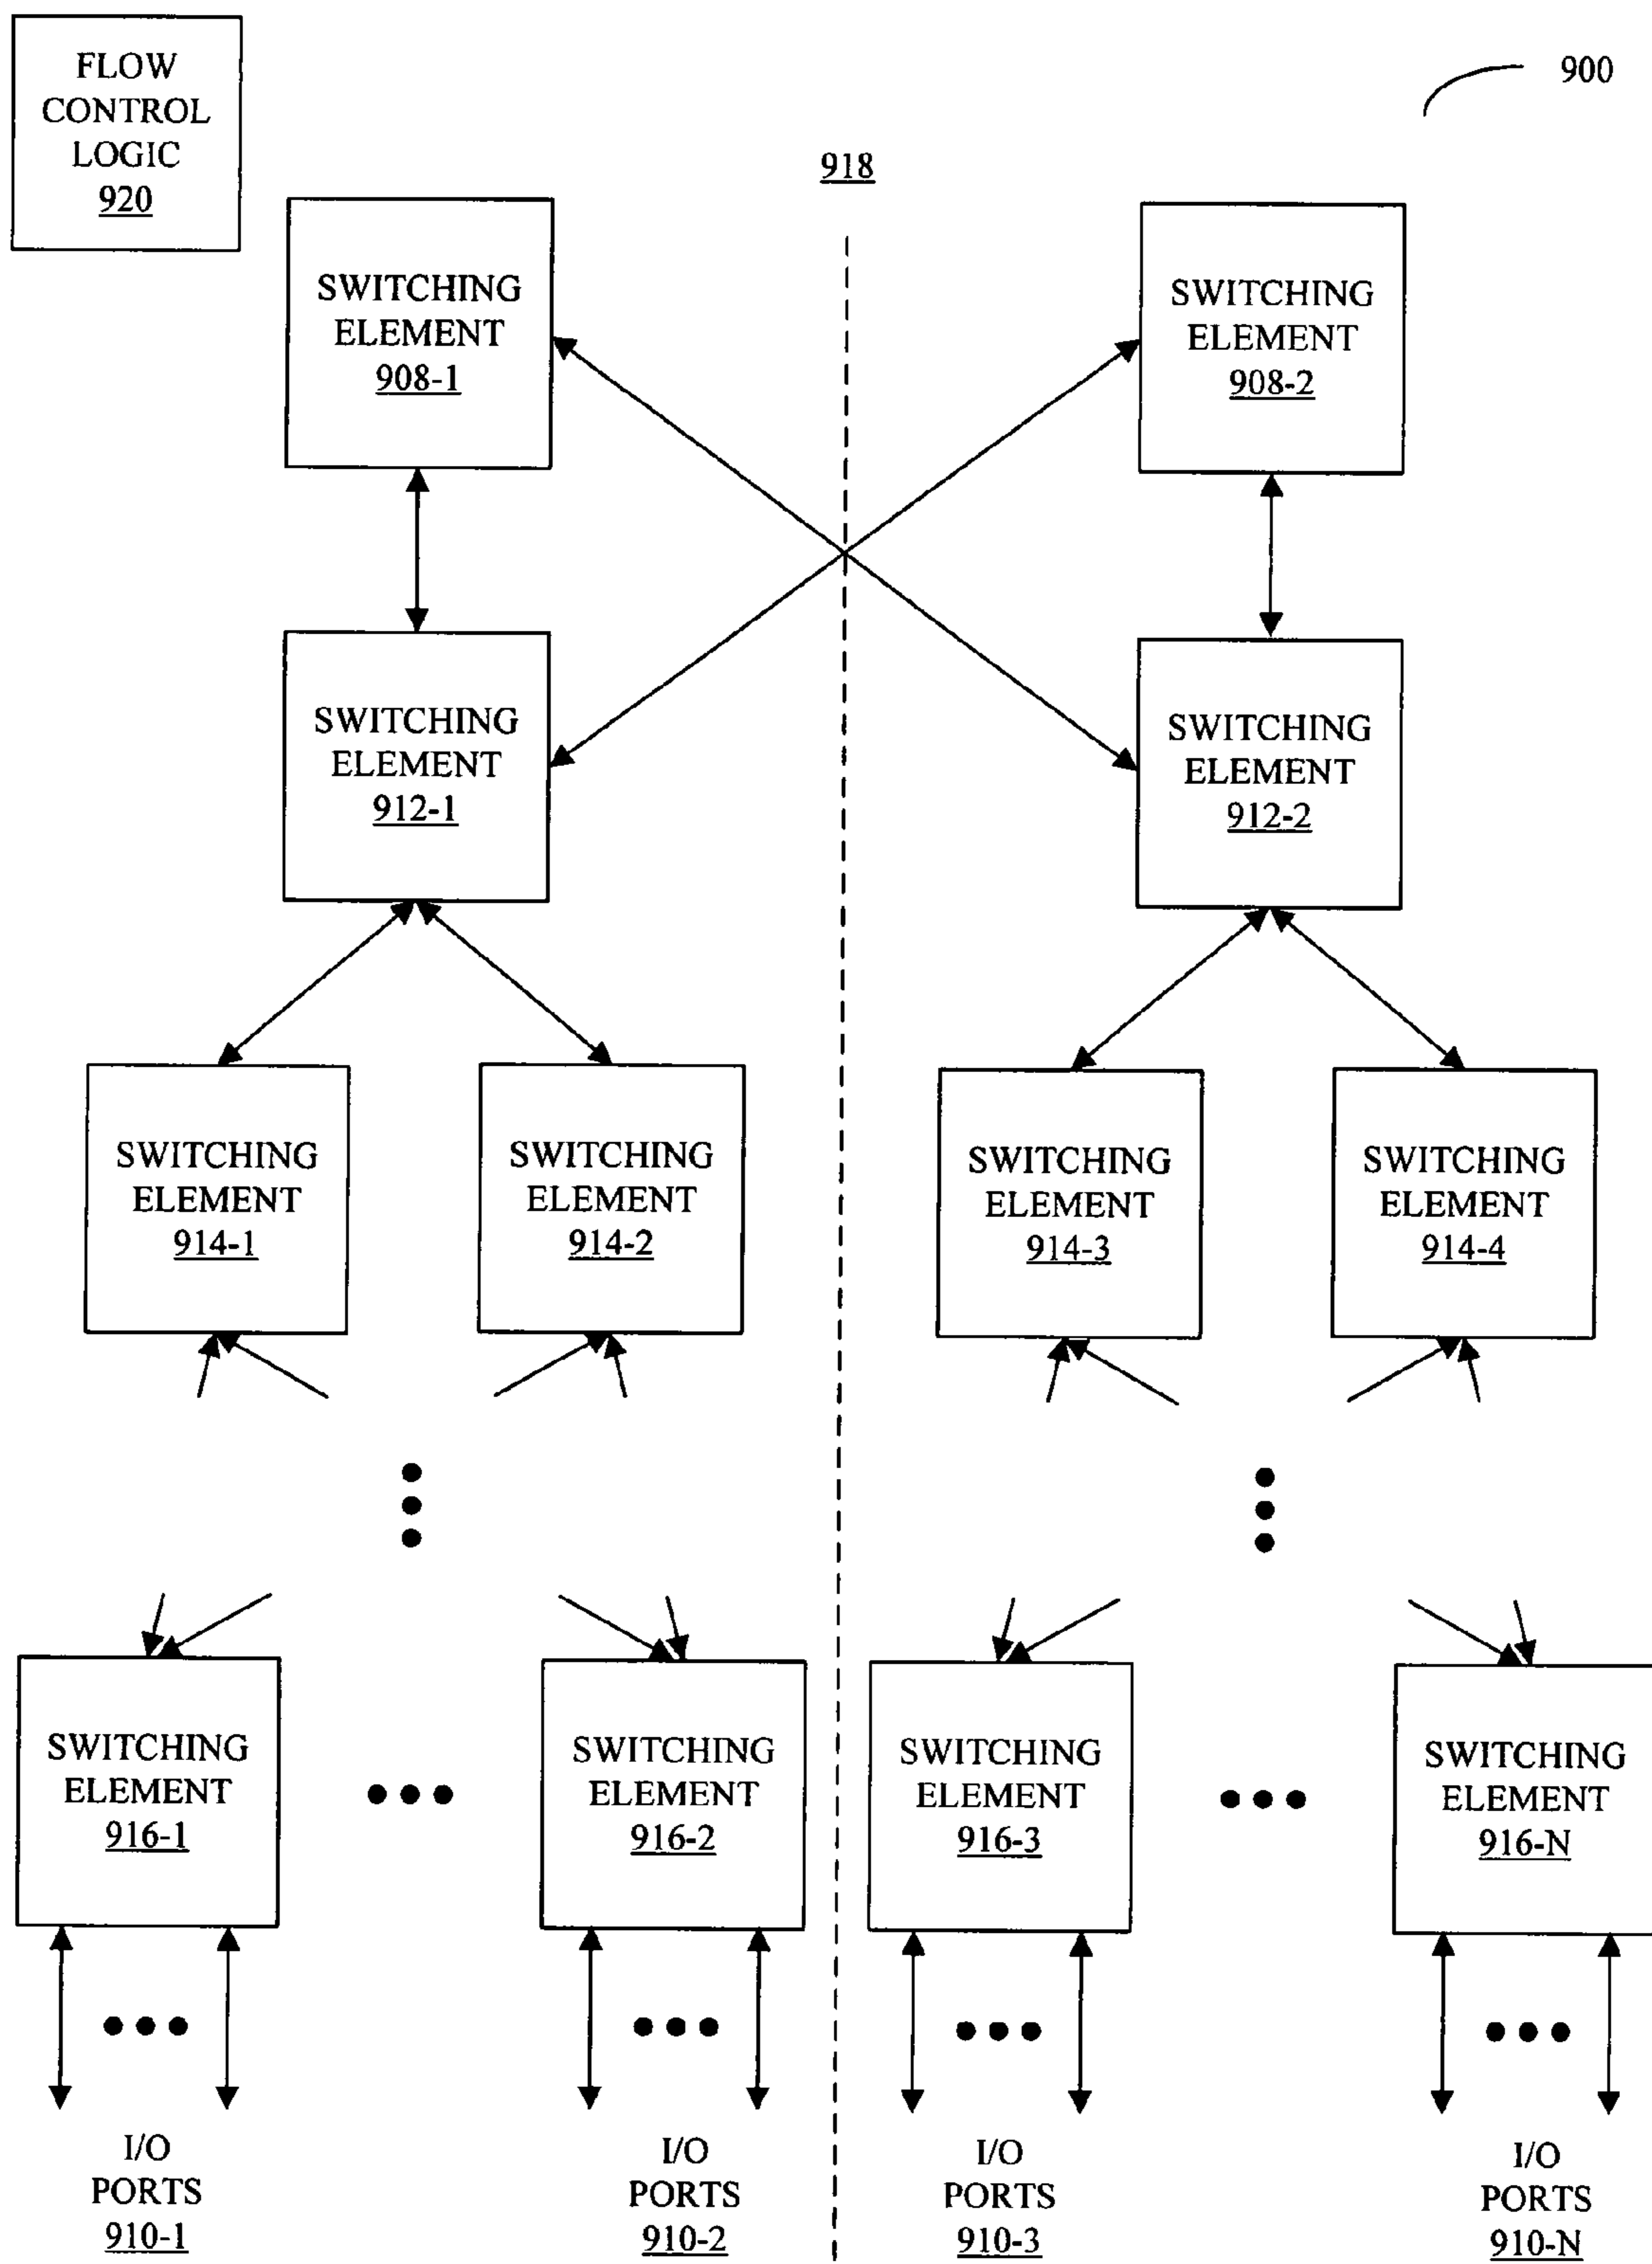 FLOW
CONTROL
LOGIC
920
900
918
SWITCHING
ELEMENT
908-1
SWITCHING
ELEMENT
908-2
SWITCHING
ELEMENT
912-1
SWITCHING
ELEMENT
912-2
SWITCHING
ELEMENT
914-1
SWITCHING
ELEMENT
914-2
SWITCHING
ELEMENT
914-3
SWITCHING
ELEMENT
914-4
SWITCHING
ELEMENT
916-1
SWITCHING
ELEMENT
916-2
SWITCHING
ELEMENT
916-3
SWITCHING
ELEMENT
916-N
I/O
PORTS
910-1
I/O
PORTS
910-2
I/O
PORTS
910-3
I/O
PORTS
910-N